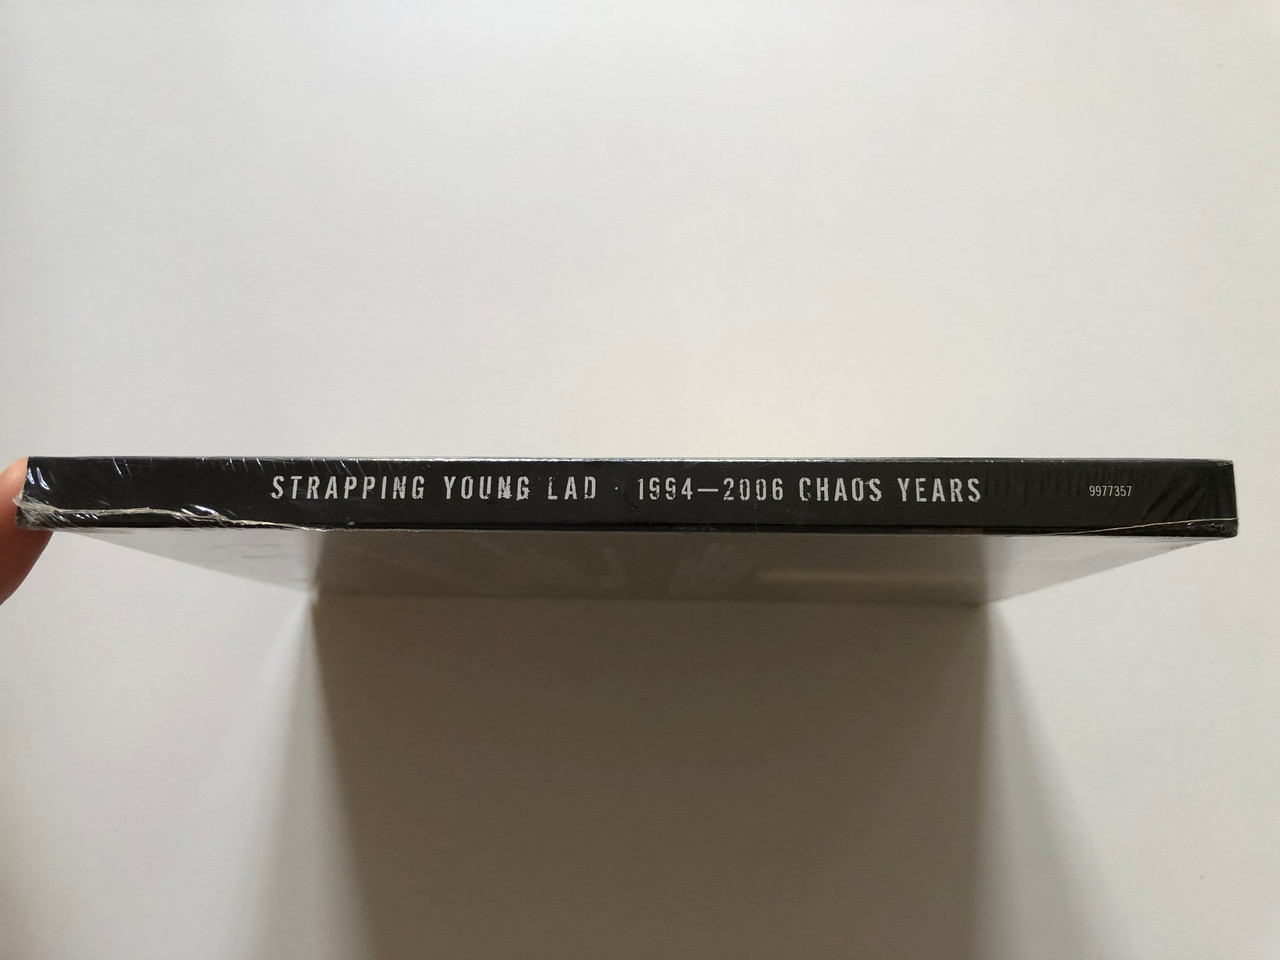 STRAPPING YOUNG LAD · 1994—2006 CHAOS YEARS 9977357